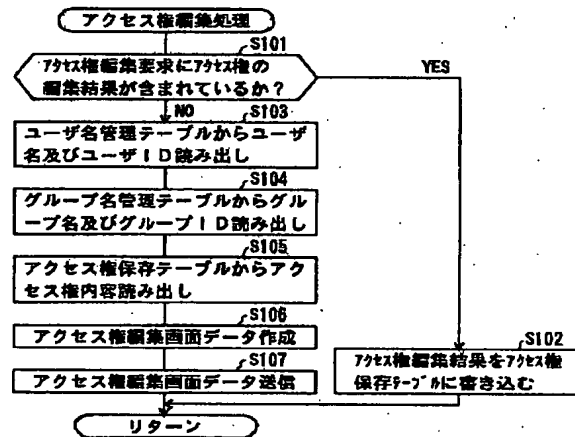 アクセス権編集処理
S101
アクセス権編集要求にアクセス権の
編集結果が含まれているか？
YES
NO
S103
ユーザ名管理テーブルからユーザ
名及びユーザID読み出し
S104
グループ名管理テーブルからグル
ープ名及びグループID読み出し
S105
アクセス権保存テーブルからアク
セス権内容読み出し
S106
アクセス権編集画面データ作成
S107
アクセス権編集画面データ送信
S102
アクセス権編集結果をアクセス権
保存テーブルに書き込む
リターン